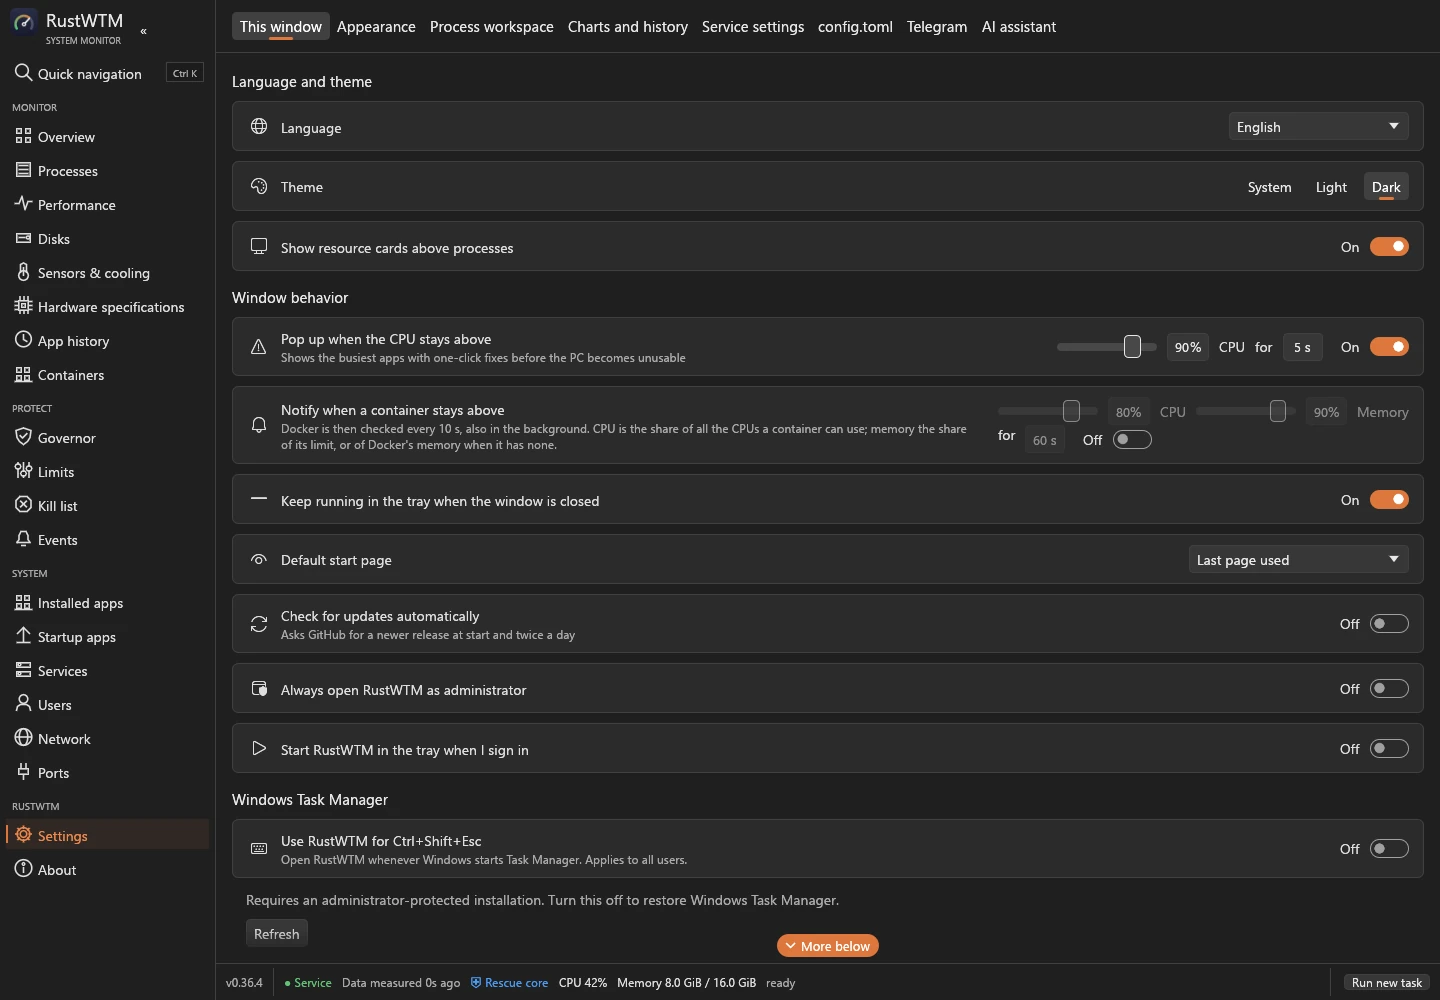 RustWTM
SYSTEM MONITOR
«
Quick navigation
Ctrl K
MONITOR
Overview
Processes
Performance
Disks
Sensors & cooling
Hardware specifications
App history
Containers
PROTECT
Governor
Limits
Kill list
Events
SYSTEM
Installed apps
Startup apps
Services
Users
Network
Ports
RUSTWTM
Settings
About
This window
Appearance
Process workspace
Charts and history
Service settings
config.toml
Telegram
AI assistant
Language and theme
Language
English
Theme
System
Light
Dark
Show resource cards above processes
On
Window behavior
Pop up when the CPU stays above
Shows the busiest apps with one-click fixes before the PC becomes unusable
90%
CPU
for
5 s
On
Notify when a container stays above
Docker is then checked every 10 s, also in the background. CPU is the share of all the CPUs a container can use; memory the share
of its limit, or of Docker's memory when it has none.
80%
CPU
90%
Memory
for
60 s
Off
Keep running in the tray when the window is closed
On
Default start page
Last page used
Check for updates automatically
Asks GitHub for a newer release at start and twice a day
Off
Always open RustWTM as administrator
Off
Start RustWTM in the tray when I sign in
Off
Windows Task Manager
Use RustWTM for Ctrl+Shift+Esc
Open RustWTM whenever Windows starts Task Manager. Applies to all users.
Off
Requires an administrator-protected installation. Turn this off to restore Windows Task Manager.
Refresh
More below
v0.36.4
Service
Data measured 0s ago
Rescue core
CPU 42%
Memory 8.0 GiB / 16.0 GiB
ready
Run new task